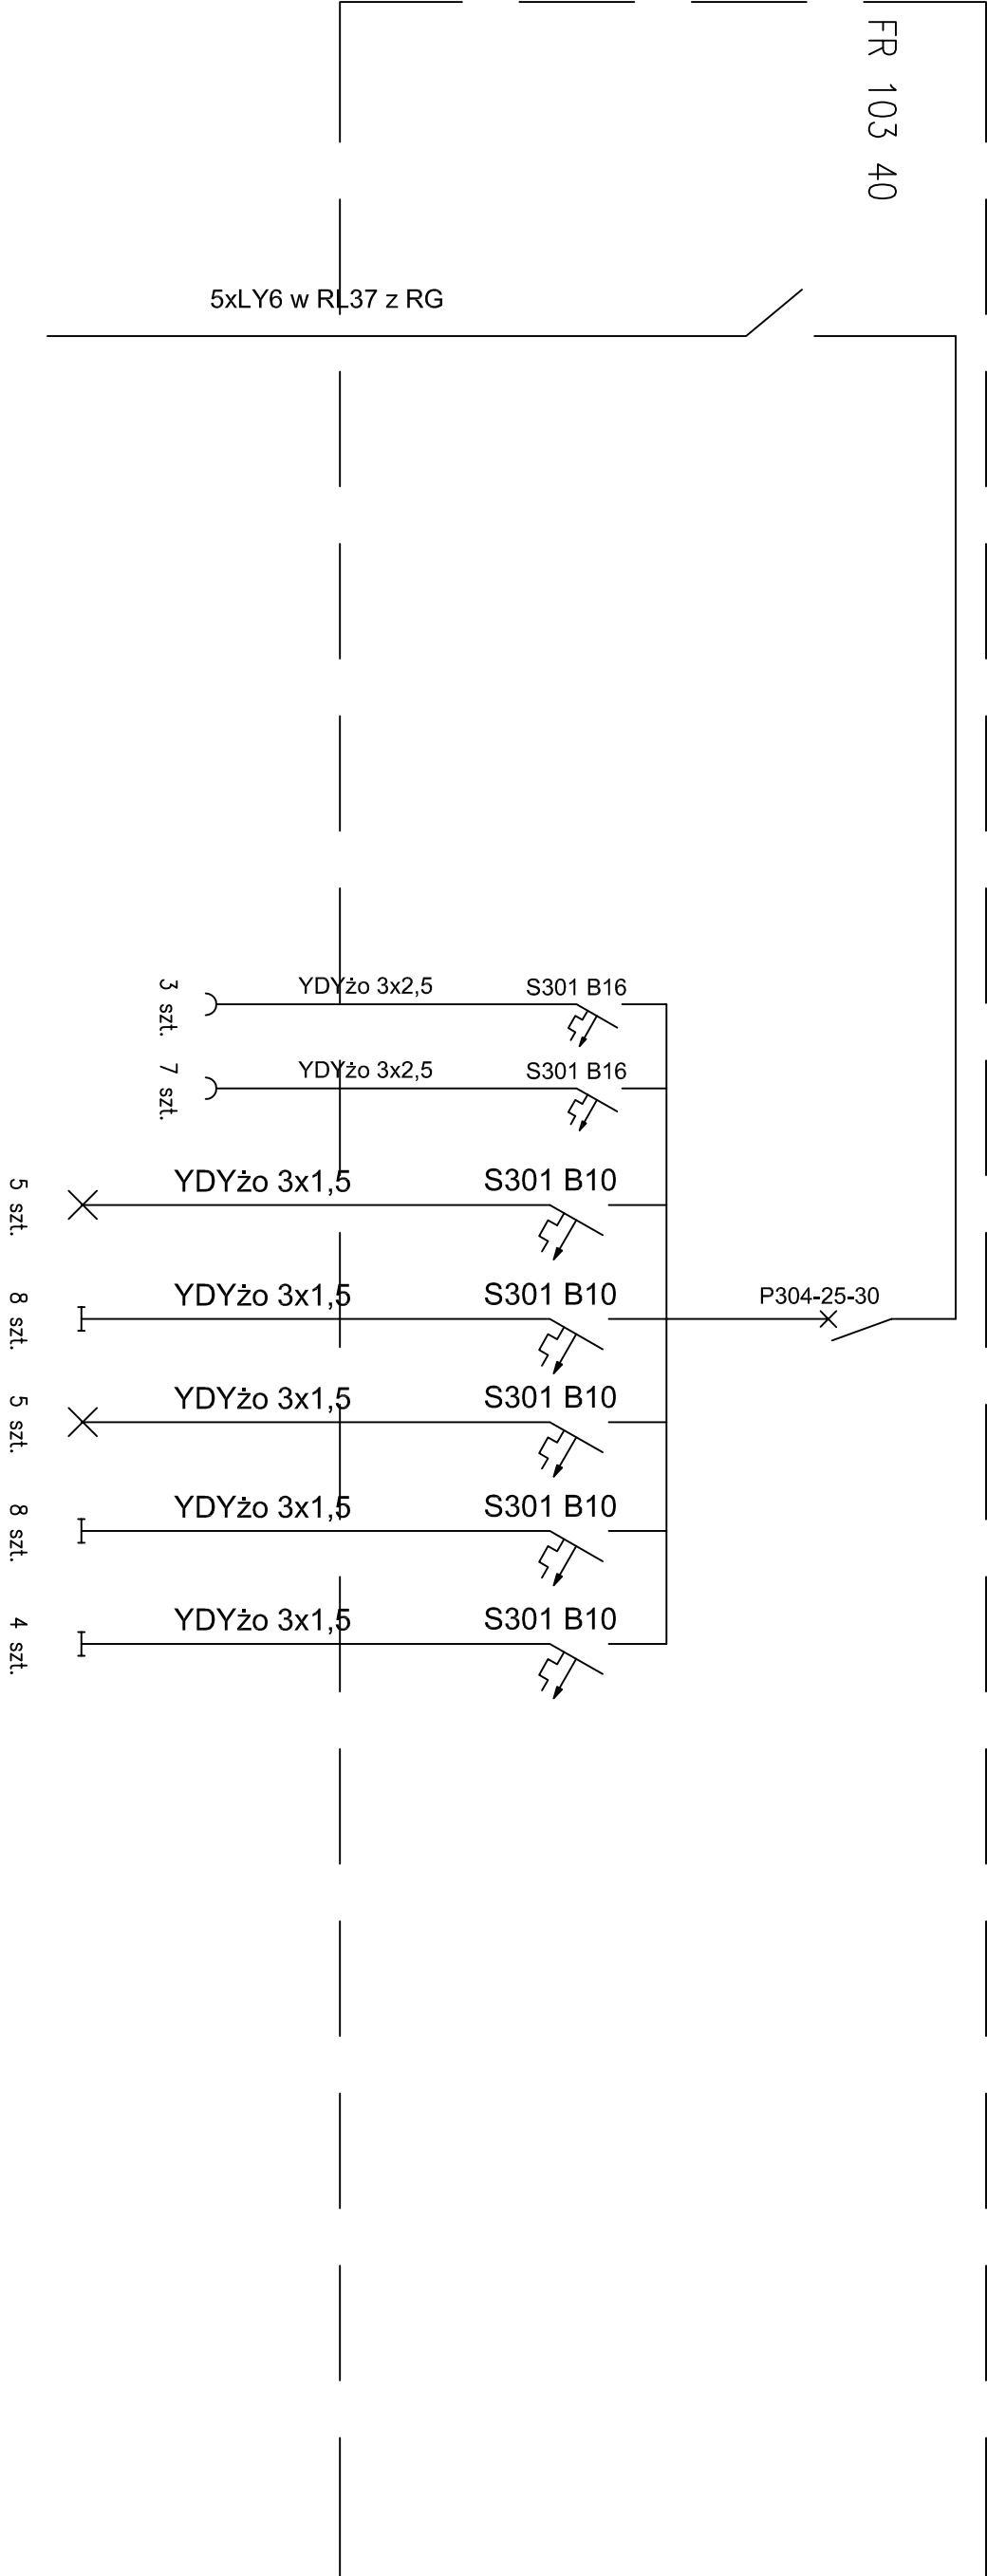 FR 103 40
5xLY6 w RL37 z RG
3 szt.
YDYżo 3x2,5
S301 B16
7 szt.
YDYżo 3x2,5
S301 B16
5 szt.
YDYżo 3x1,5
S301 B10
8 szt.
YDYżo 3x1,5
S301 B10
P304-25-30
5 szt.
YDYżo 3x1,5
S301 B10
8 szt.
YDYżo 3x1,5
S301 B10
4 szt.
YDYżo 3x1,5
S301 B10